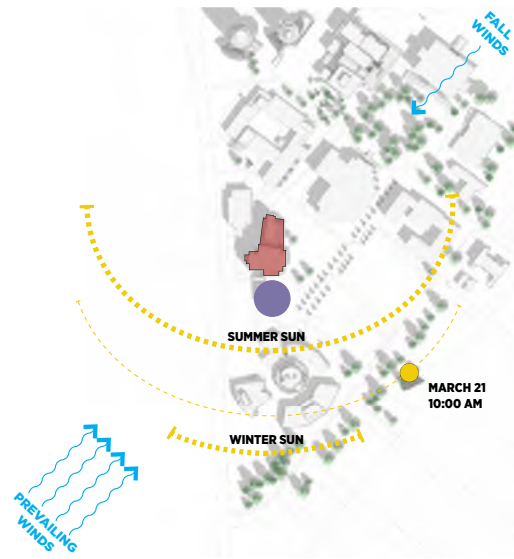 FALL
WINDS
SUMMER SUN
MARCH 21
10:00 AM
WINTER SUN
PREVAILING
WINDS